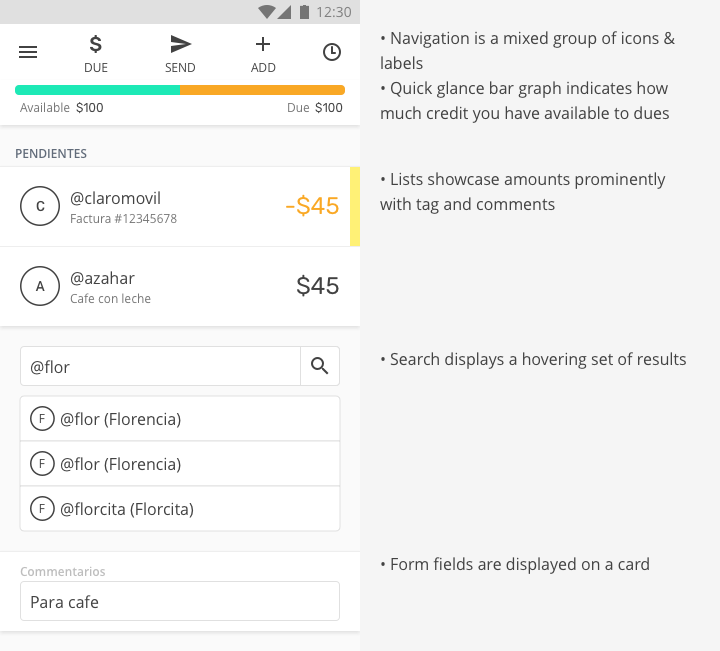 12:30
$
DUE
SEND
ADD
Available $100
Due $100
PENDIENTES
C
@claromovil
Factura #12345678
-$45
A
@azahar
Cafe con leche
$45
@flor
F
@flor (Florencia)
F
@flor (Florencia)
F
@florcita (Florcita)
Commentarios
Para cafe
• Navigation is a mixed group of icons &
labels
• Quick glance bar graph indicates how
much credit you have available to dues
• Lists showcase amounts prominently
with tag and comments
• Search displays a hovering set of results
• Form fields are displayed on a card